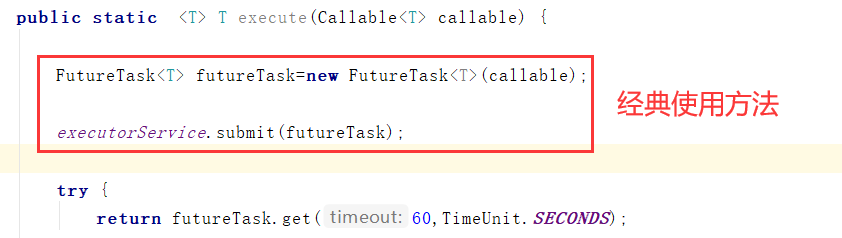 public static <T> T execute(Callable<T> callable) {
FutureTask<T> futureTask=new FutureTask<T>(callable);
经典使用方法
executorService.submit(futureTask);
try {
return futureTask.get( timeout: 60,TimeUnit.SECONDS);